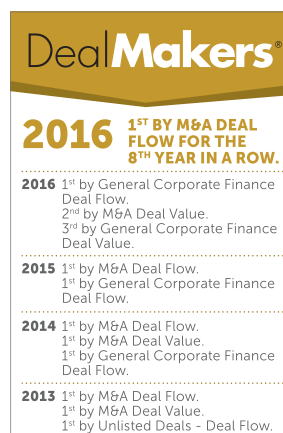 DealMakers®
2016 1ST BY M&A DEAL
FLOW FOR THE
8TH YEAR IN A ROW.
2016 1st by General Corporate Finance
Deal Flow.
2nd by M&A Deal Value.
3rd by General Corporate Finance
Deal Value.
2015 1st by M&A Deal Flow.
1st by General Corporate Finance
Deal Flow.
2014 1st by M&A Deal Flow.
1st by M&A Deal Value.
1st by General Corporate Finance
Deal Flow.
2013 1st by M&A Deal Flow.
1st by M&A Deal Value.
1st by Unlisted Deals - Deal Flow.